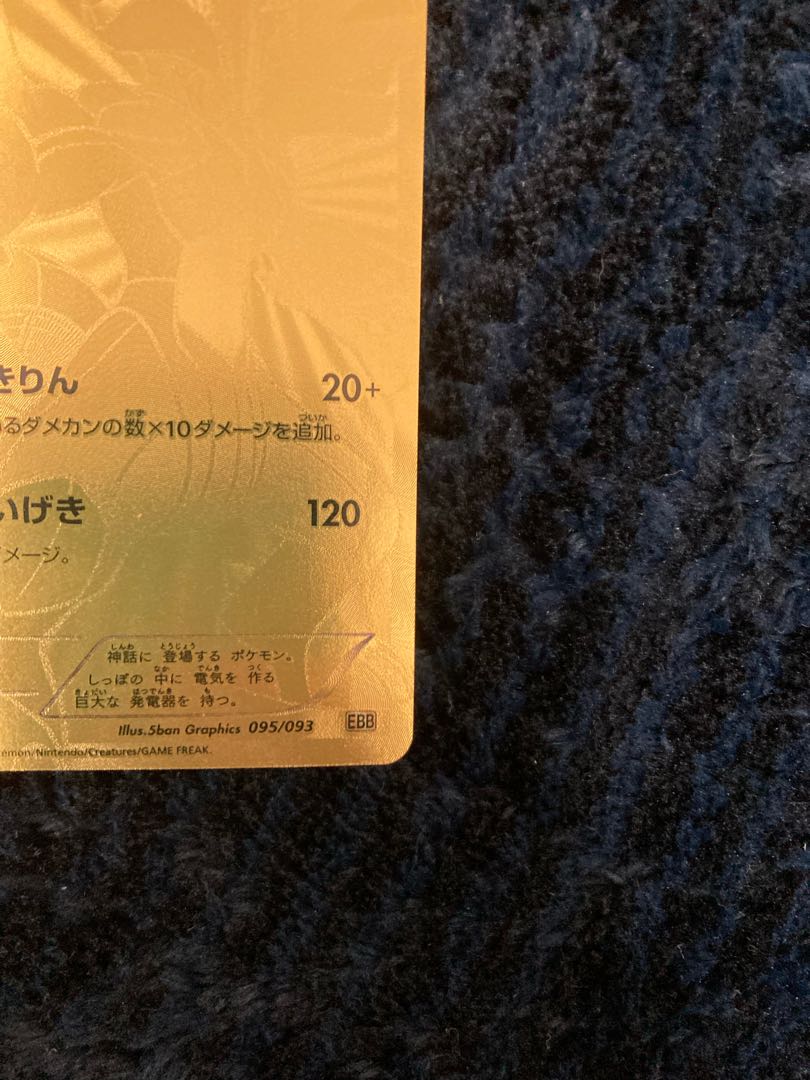 きりん 20+
るダメカンの数×10ダメージを追加。
いげき 120
メージ。
神話に 登場する ポケモン。
しっぽの 中に 電気を 作る
巨大な 発電器を 持つ。
Illus.5ban Graphics 095/093 EBB
émon/Nintendo/Creatures/GAME FREAK.